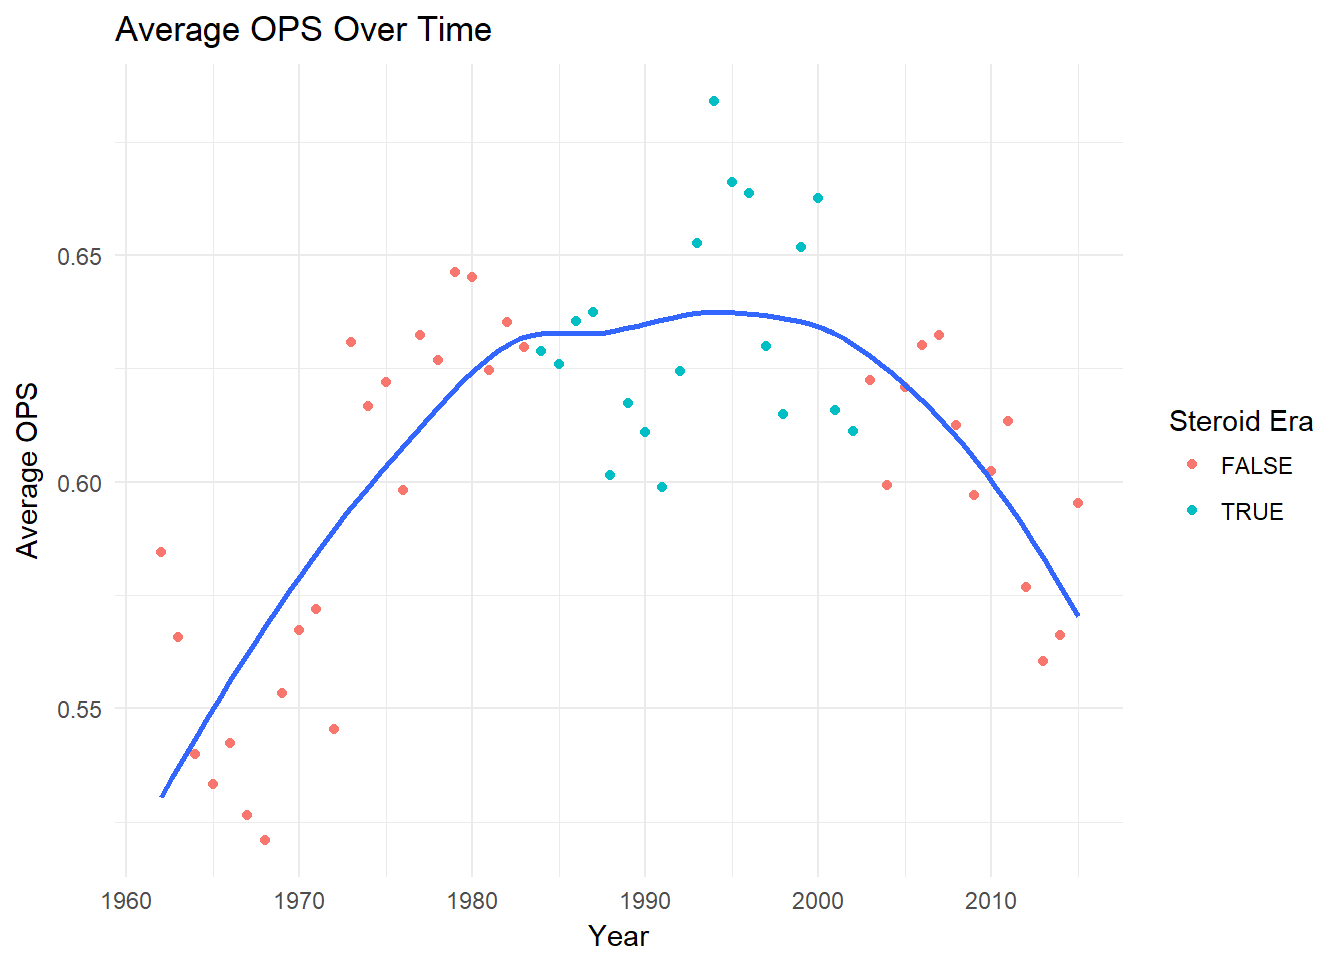 Average OPS Over Time
Average OPS
0.65
0.60
0.55
1960 1970 1980 1990 2000 2010
Year
Steroid Era
FALSE
TRUE